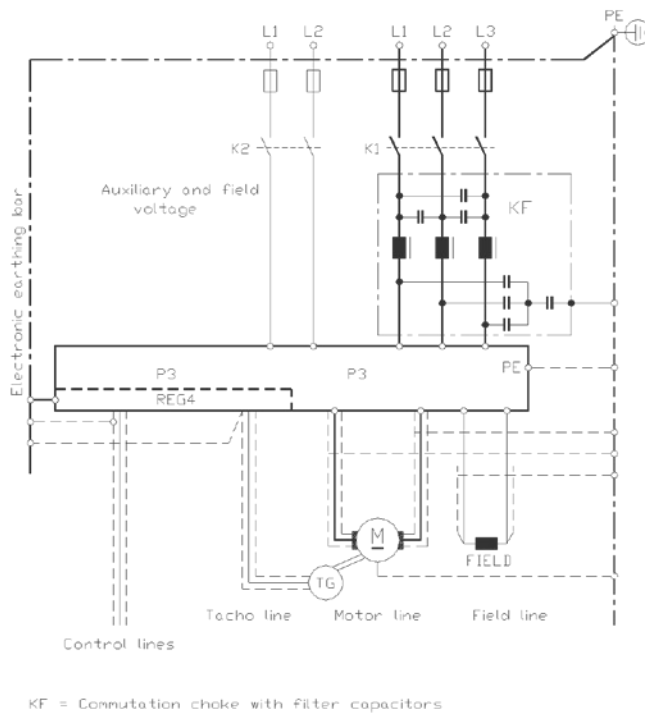 PE
L1 L2 L1 L2 L3
K2 K1
Auxiliary and field
voltage
KF
Electronic earthing bar
P3 P3
PE
REG4
M
TG
FIELD
Tacho line Motor line Field line
Control lines
KF = Commutation choke with filter capacitors